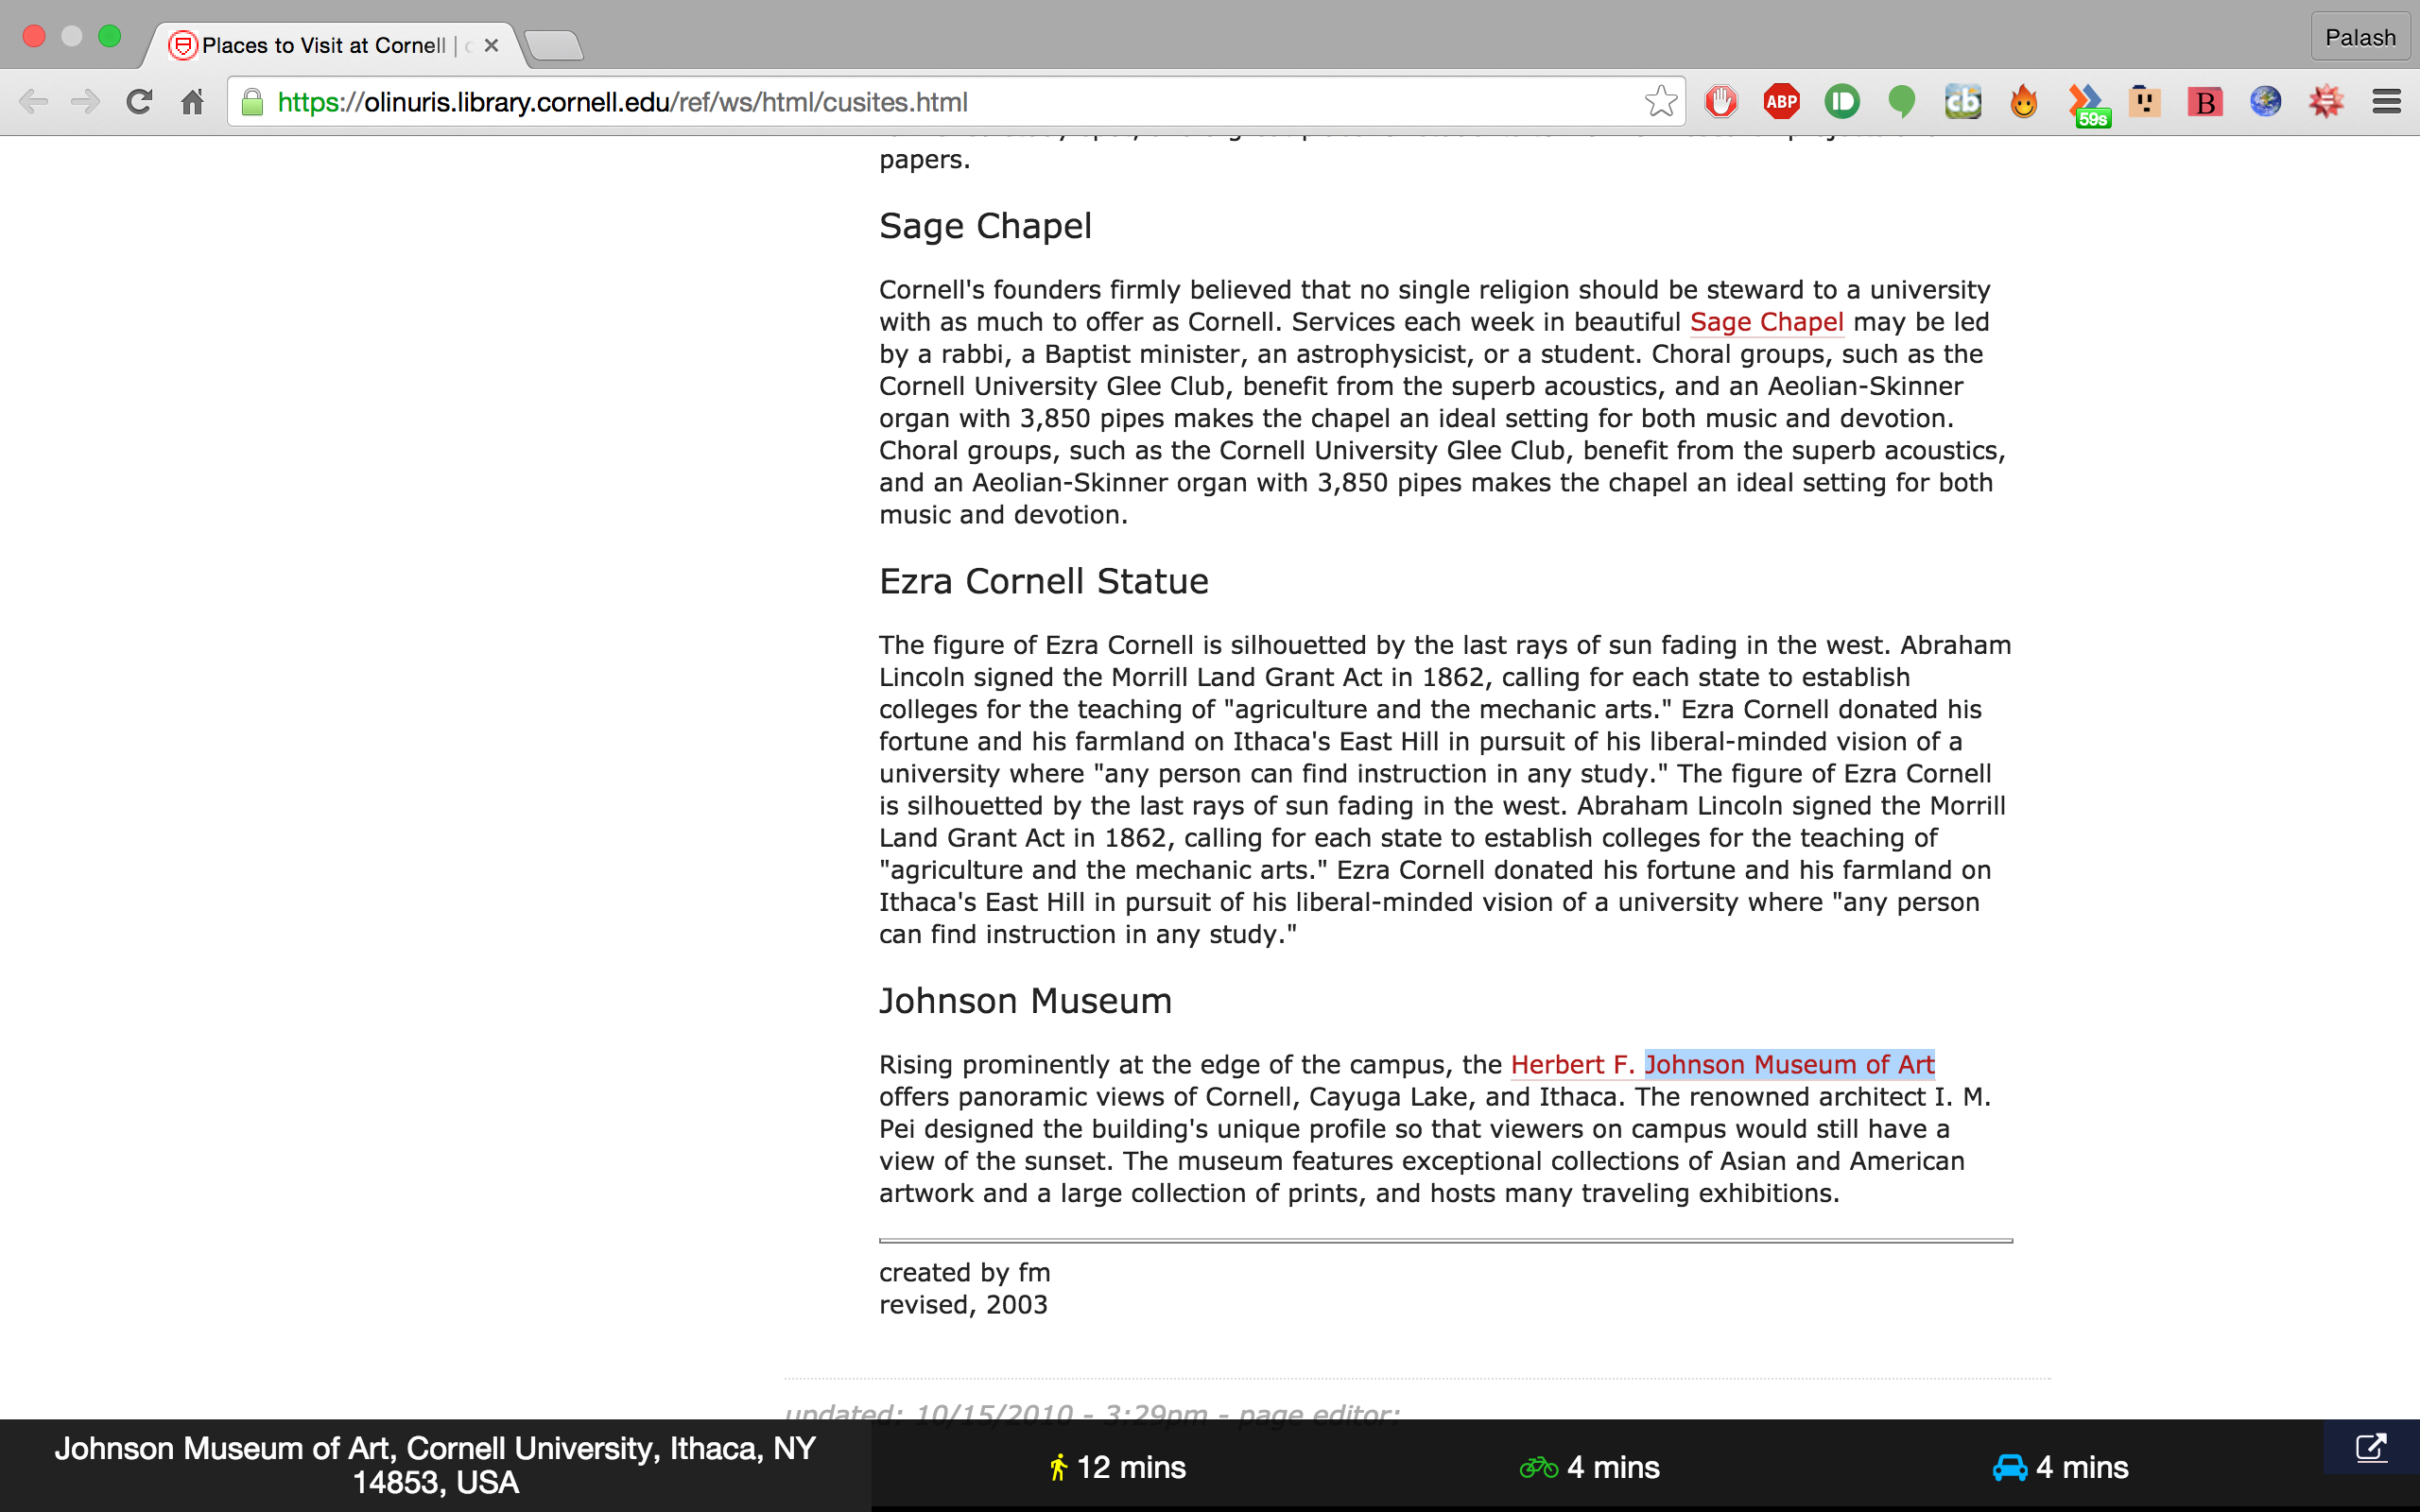 Places to Visit at Cornell |
Palash
https://olinuris.library.cornell.edu/ref/ws/html/cusites.html
ABP
ID
cb
59s
B
papers.
Sage Chapel
Cornell's founders firmly believed that no single religion should be steward to a university
with as much to offer as Cornell. Services each week in beautiful Sage Chapel may be led
by a rabbi, a Baptist minister, an astrophysicist, or a student. Choral groups, such as the
Cornell University Glee Club, benefit from the superb acoustics, and an Aeolian-Skinner
organ with 3,850 pipes makes the chapel an ideal setting for both music and devotion.
Choral groups, such as the Cornell University Glee Club, benefit from the superb acoustics,
and an Aeolian-Skinner organ with 3,850 pipes makes the chapel an ideal setting for both
music and devotion.
Ezra Cornell Statue
The figure of Ezra Cornell is silhouetted by the last rays of sun fading in the west. Abraham
Lincoln signed the Morrill Land Grant Act in 1862, calling for each state to establish
colleges for the teaching of "agriculture and the mechanic arts." Ezra Cornell donated his
fortune and his farmland on Ithaca's East Hill in pursuit of his liberal-minded vision of a
university where "any person can find instruction in any study." The figure of Ezra Cornell
is silhouetted by the last rays of sun fading in the west. Abraham Lincoln signed the Morrill
Land Grant Act in 1862, calling for each state to establish colleges for the teaching of
"agriculture and the mechanic arts." Ezra Cornell donated his fortune and his farmland on
Ithaca's East Hill in pursuit of his liberal-minded vision of a university where "any person
can find instruction in any study."
Johnson Museum
Rising prominently at the edge of the campus, the Herbert F. Johnson Museum of Art
offers panoramic views of Cornell, Cayuga Lake, and Ithaca. The renowned architect I. M.
Pei designed the building's unique profile so that viewers on campus would still have a
view of the sunset. The museum features exceptional collections of Asian and American
artwork and a large collection of prints, and hosts many traveling exhibitions.
created by fm
revised, 2003
updated: 10/15/2010 - 3:29pm - page editor:
Johnson Museum of Art, Cornell University, Ithaca, NY
14853, USA
12 mins
4 mins
4 mins